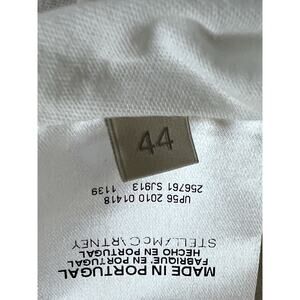 44
MADE IN PORTUGAL
FABRIQUE' EN PORTUGAL
HECHO EN PORTUGAL
STELLA McCARTNEY
UP56 2010 01418
256761 SJ913 1139